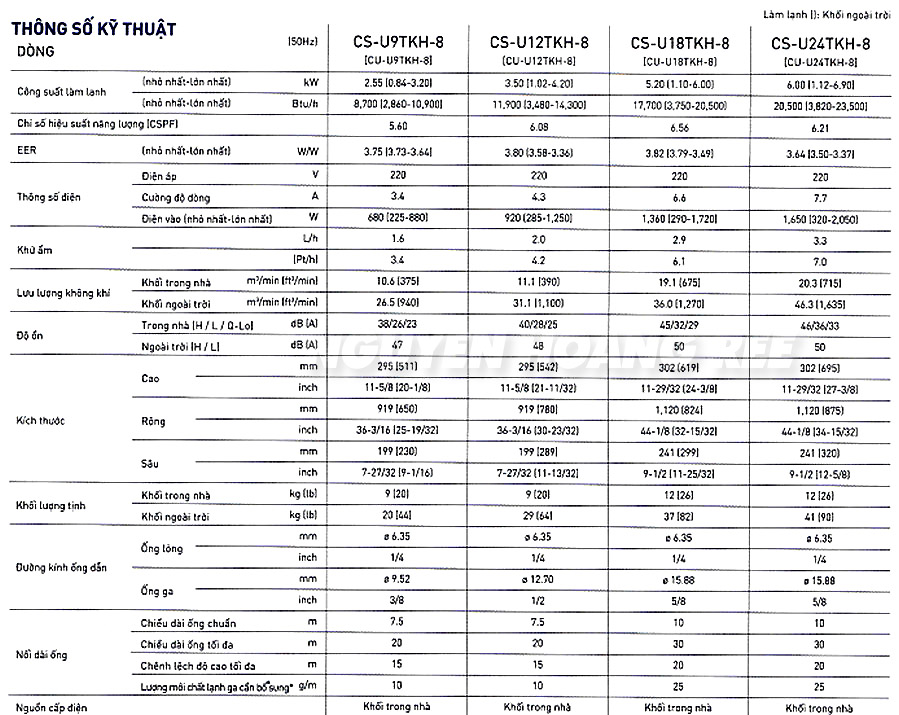 Làm lạnh (): Khối ngoài trời
THÔNG SỐ KỸ THUẬT
DÒNG (50Hz) CS-U9TKH-8 CS-U12TKH-8 CS-U18TKH-8 CS-U24TKH-8
(CU-U9TKH-8) (CU-U12TKH-8) (CU-U18TKH-8) (CU-U24TKH-8)
Công suất làm lạnh (nhỏ nhất-lớn nhất) kW 2.55 (0.84-3.20) 3.50 (1.02-4.20) 5.20 (1.10-6.00) 6.00 (1.12-6.90)
(nhỏ nhất-lớn nhất) Btu/h 8,700 (2,860-10,900) 11,900 (3,480-14,300) 17,700 (3,750-20,500) 20,500 (3,820-23,500)
Chỉ số hiệu suất năng lượng (CSPF) 5.60 6.08 6.56 6.21
EER (nhỏ nhất-lớn nhất) W/W 3.75 (3.73-3.64) 3.80 (3.58-3.36) 3.82 (3.79-3.49) 3.64 (3.50-3.37)
Thông số điện Điện áp V 220 220 220 220
Cường độ dòng A 3.4 4.3 6.6 7.7
Điện vào (nhỏ nhất-lớn nhất) W 680 (225-880) 920 (285-1,250) 1,360 (290-1,720) 1,650 (320-2,050)
Khử ẩm L/h 1.6 2.0 2.9 3.3
(Pt/h) 3.4 4.2 6.1 7.0
Lưu lượng không khí Khối trong nhà m³/min (ft³/min) 10.6 (375) 11.1 (390) 19.1 (675) 20.3 (715)
Khối ngoài trời m³/min (ft³/min) 26.5 (940) 31.1 (1,100) 36.0 (1,270) 46.3 (1,635)
Độ ồn Trong nhà (H / L / Q-Lo) dB (A) 38/26/23 40/28/25 45/32/29 46/36/33
Ngoài trời (H / L) dB (A) 47 48 50 50
NGUYEN HOANG REE
Kích thước Cao mm 295 (511) 295 (542) 302 (619) 302 (695)
inch 11-5/8 (20-1/8) 11-5/8 (21-11/32) 11-29/32 (24-3/8) 11-29/32 (27-3/8)
Rộng mm 919 (650) 919 (780) 1,120 (824) 1,120 (875)
inch 36-3/16 (25-19/32) 36-3/16 (30-23/32) 44-1/8 (32-15/32) 44-1/8 (34-15/32)
Sâu mm 199 (230) 199 (289) 241 (299) 241 (320)
inch 7-27/32 (9-1/16) 7-27/32 (11-13/32) 9-1/2 (11-25/32) 9-1/2 (12-5/8)
Khối lượng tịnh Khối trong nhà kg (lb) 9 (20) 9 (20) 12 (26) 12 (26)
Khối ngoài trời kg (lb) 20 (44) 29 (64) 37 (82) 41 (90)
Đường kính ống dẫn Ống lỏng mm ø 6.35 ø 6.35 ø 6.35 ø 6.35
inch 1/4 1/4 1/4 1/4
Ống ga mm ø 9.52 ø 12.70 ø 15.88 ø 15.88
inch 3/8 1/2 5/8 5/8
Nối dài ống Chiều dài ống chuẩn m 7.5 7.5 10 10
Chiều dài ống tối đa m 20 20 30 30
Chênh lệch độ cao tối đa m 15 15 20 20
Lượng môi chất lạnh ga cần bổ sung* g/m 10 10 25 25
Nguồn cấp điện Khối trong nhà Khối trong nhà Khối trong nhà Khối trong nhà